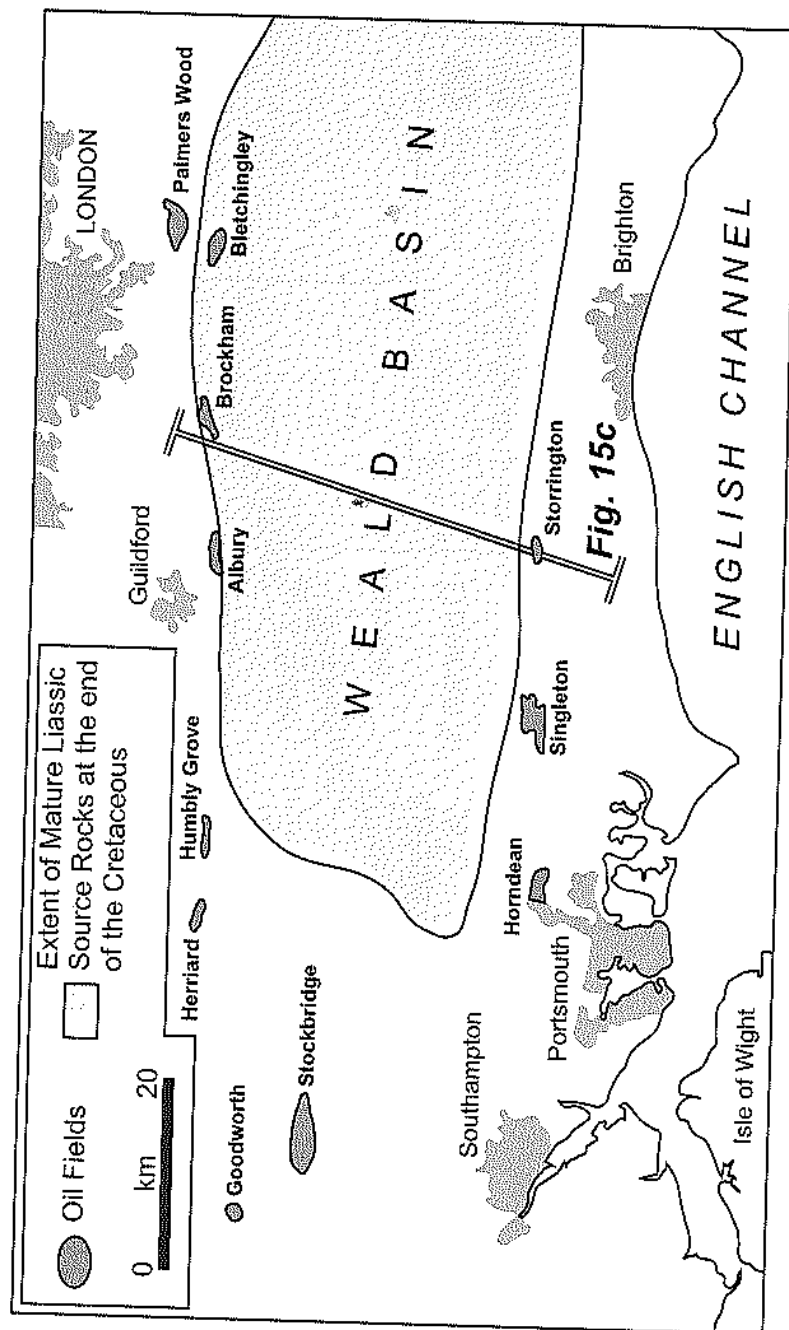 Oil Fields
Extent of Mature Liassic
Source Rocks at the end
of the Cretaceous
0 km 20
LONDON
Palmers Wood
Bletchingley
Brockham
Guildford
Albury
Humbly Grove
Herriard
Goodworth
Stockbridge
WEALD BASIN
Storrington
Fig. 15c
Brighton
Singleton
Horndean
Portsmouth
Southampton
Isle of Wight
ENGLISH CHANNEL